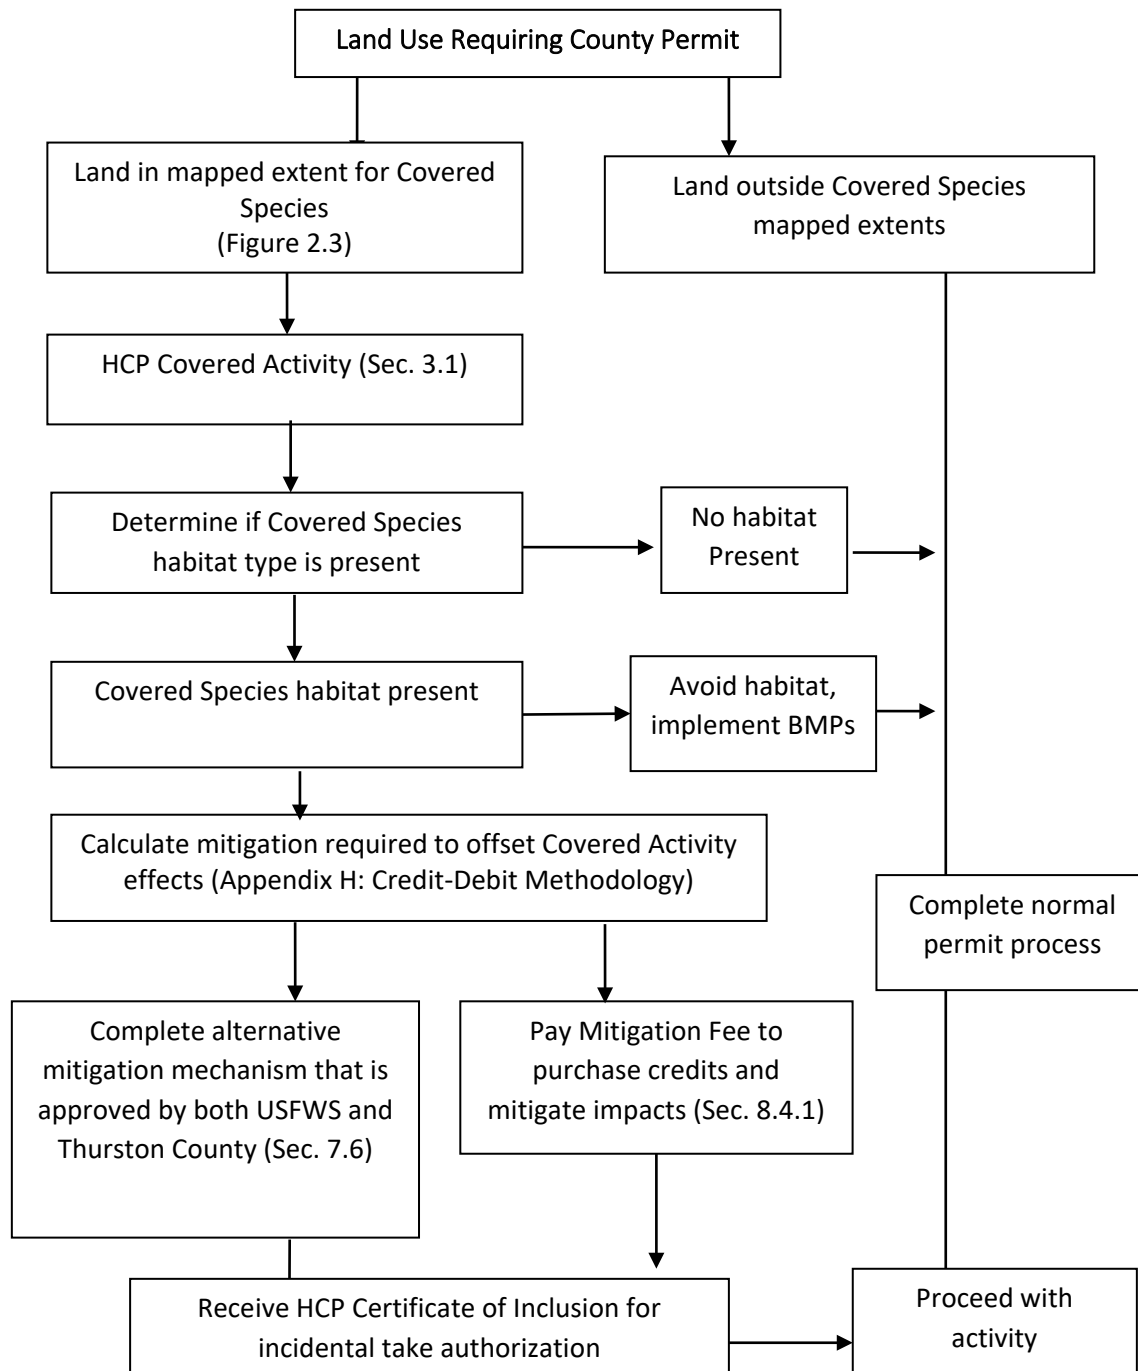 Land Use Requiring County Permit
Land in mapped extent for Covered
Species
(Figure 2.3)
Land outside Covered Species
mapped extents
HCP Covered Activity (Sec. 3.1)
Determine if Covered Species
habitat type is present
No habitat
Present
Covered Species habitat present
Avoid habitat,
implement BMPs
Calculate mitigation required to offset Covered Activity
effects (Appendix H: Credit-Debit Methodology)
Complete normal
permit process
Complete alternative
mitigation mechanism that is
approved by both USFWS and
Thurston County (Sec. 7.6)
Pay Mitigation Fee to
purchase credits and
mitigate impacts (Sec. 8.4.1)
Receive HCP Certificate of Inclusion for
incidental take authorization
Proceed with
activity